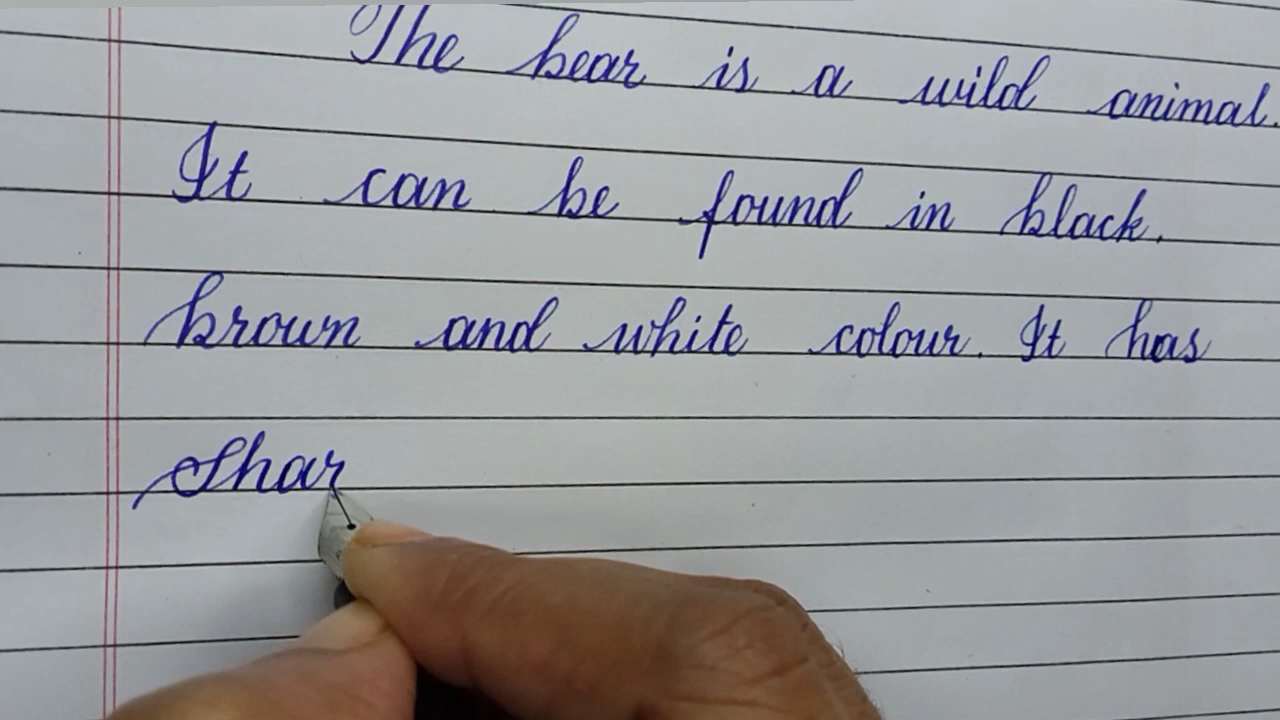 The bear is a wild animal.
It can be found in black.
brown and white colour. It has
Shar